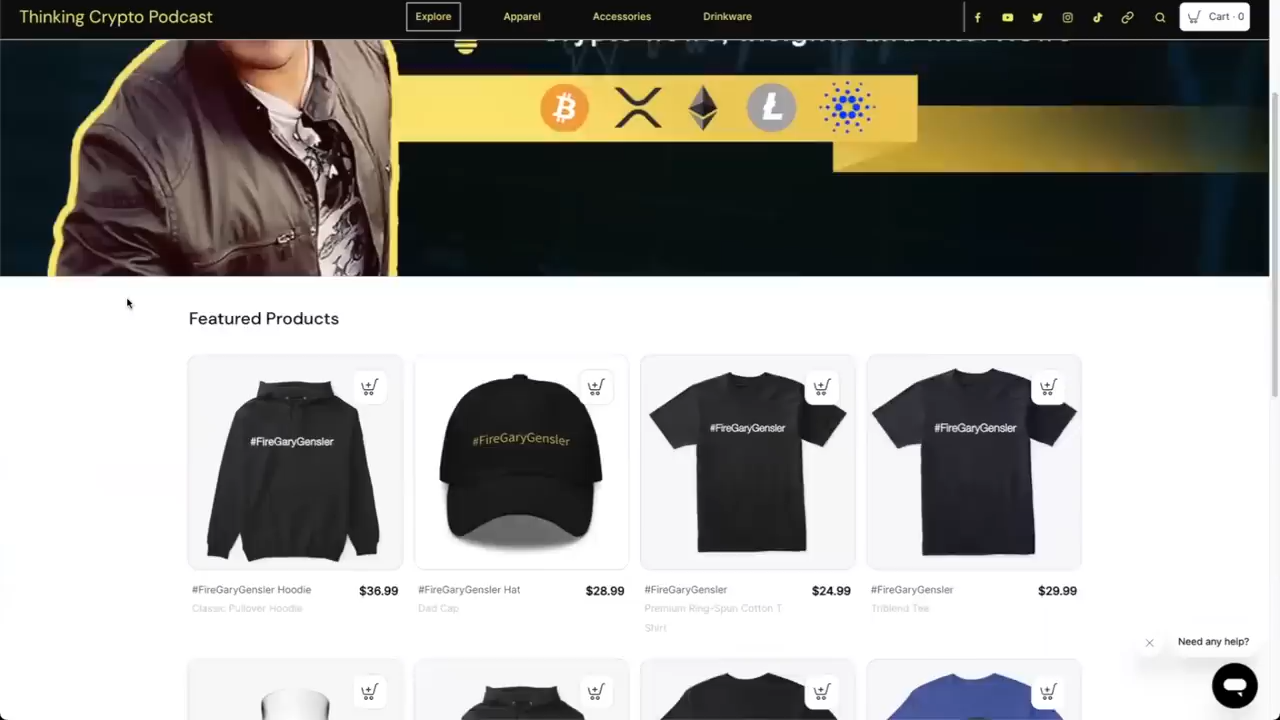 Thinking Crypto Podcast
Explore
Apparel
Accessories
Drinkware
Cart · 0
Featured Products
#FireGaryGensler
#FireGaryGensler
#FireGaryGensler
#FireGaryGensler
#FireGaryGensler Hoodie
$36.99
Classic Pullover Hoodie
#FireGaryGensler Hat
$28.99
Dad Cap
#FireGaryGensler
$24.99
Premium Ring-Spun Cotton T
Shirt
#FireGaryGensler
$29.99
Triblend Tee
Need any help?